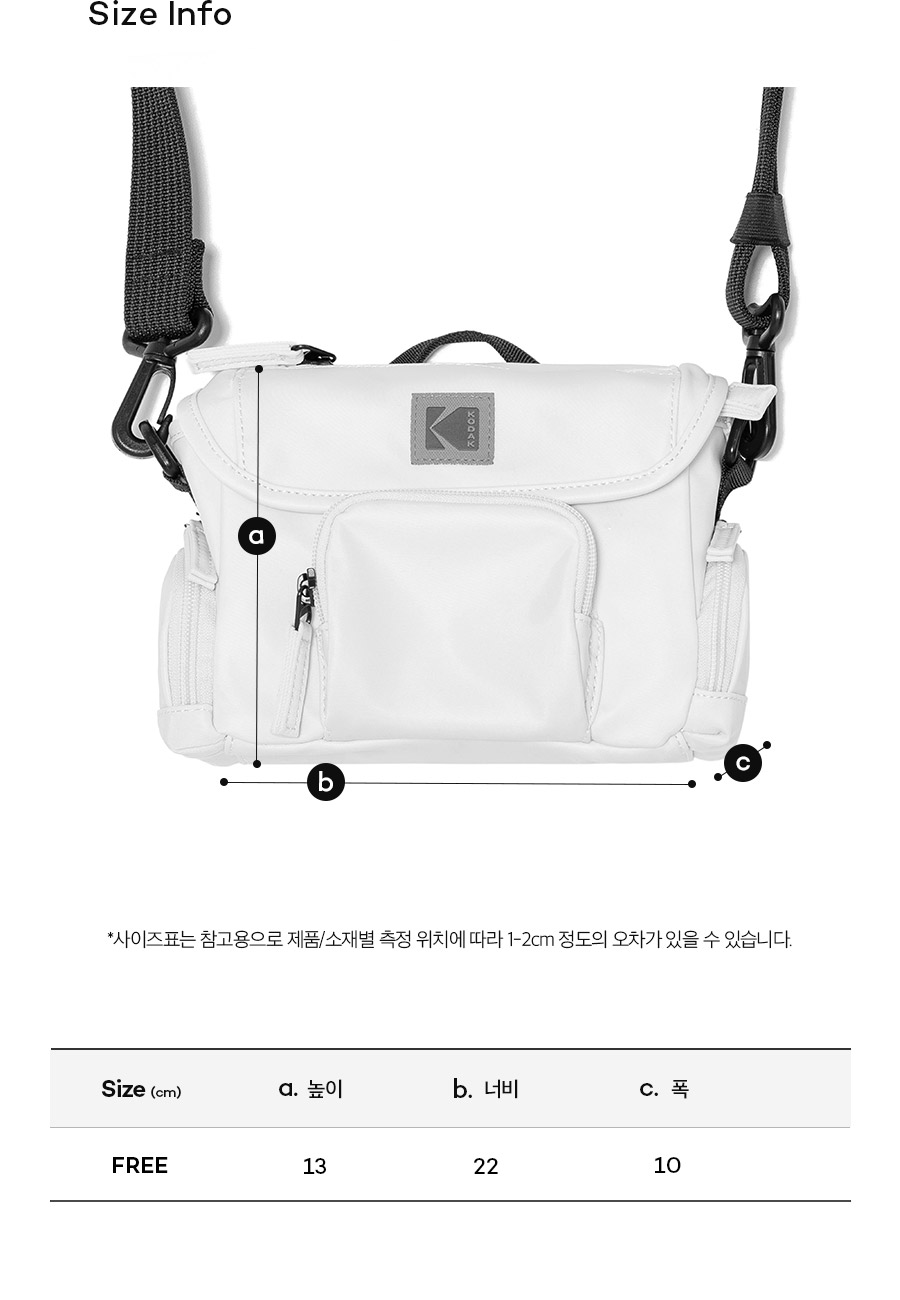 Size Info
KODAK
a
b
c
*사이즈표는 참고용으로 제품/소재별 측정 위치에 따라 1-2cm 정도의 오차가 있을 수 있습니다.
Size (cm) a. 높이 b. 너비 c. 폭
FREE 13 22 10